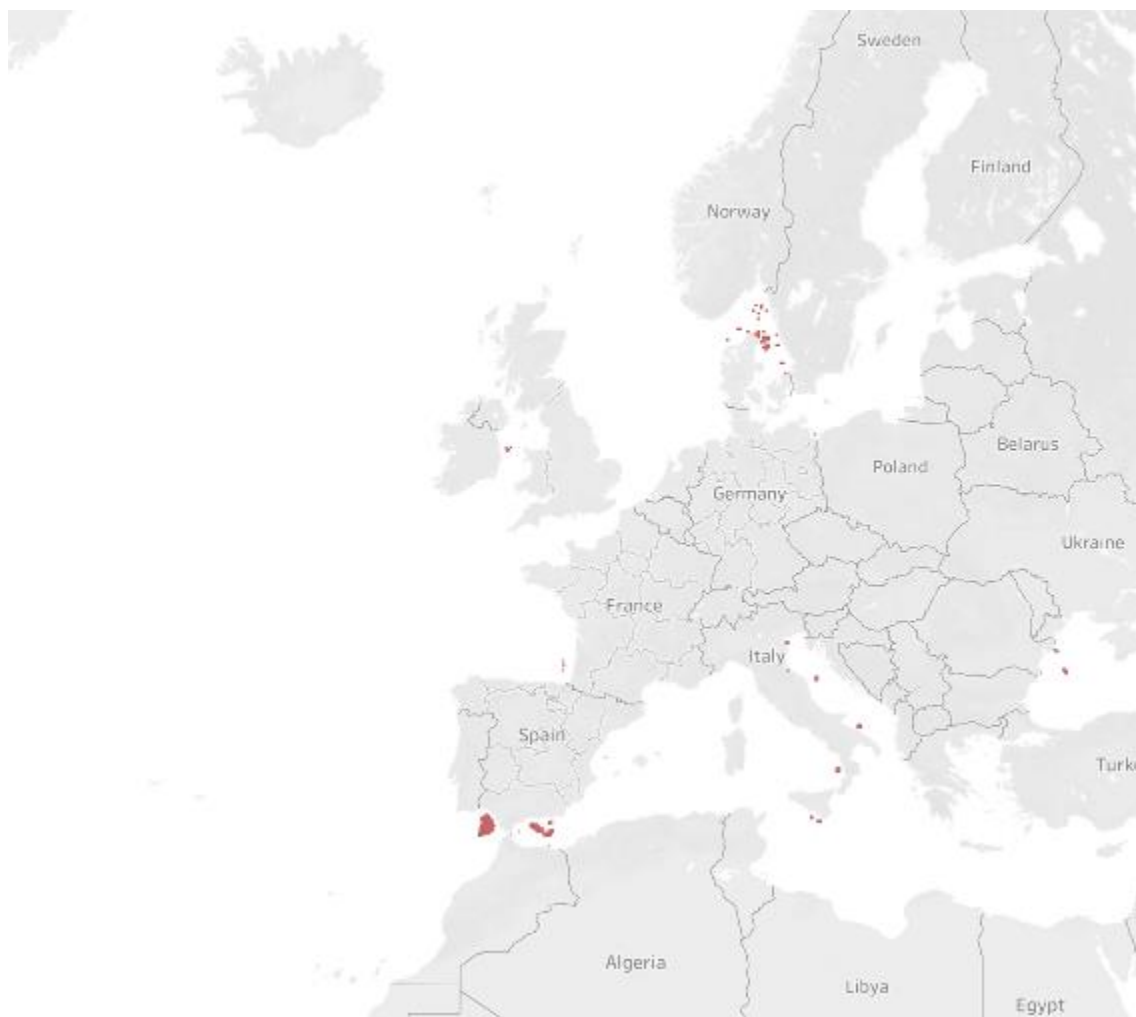 Sweden
Finland
Norway
Belarus
Poland
Germany
Ukraine
France
Italy
Spain
Turk
Algeria
Libya
Egypt